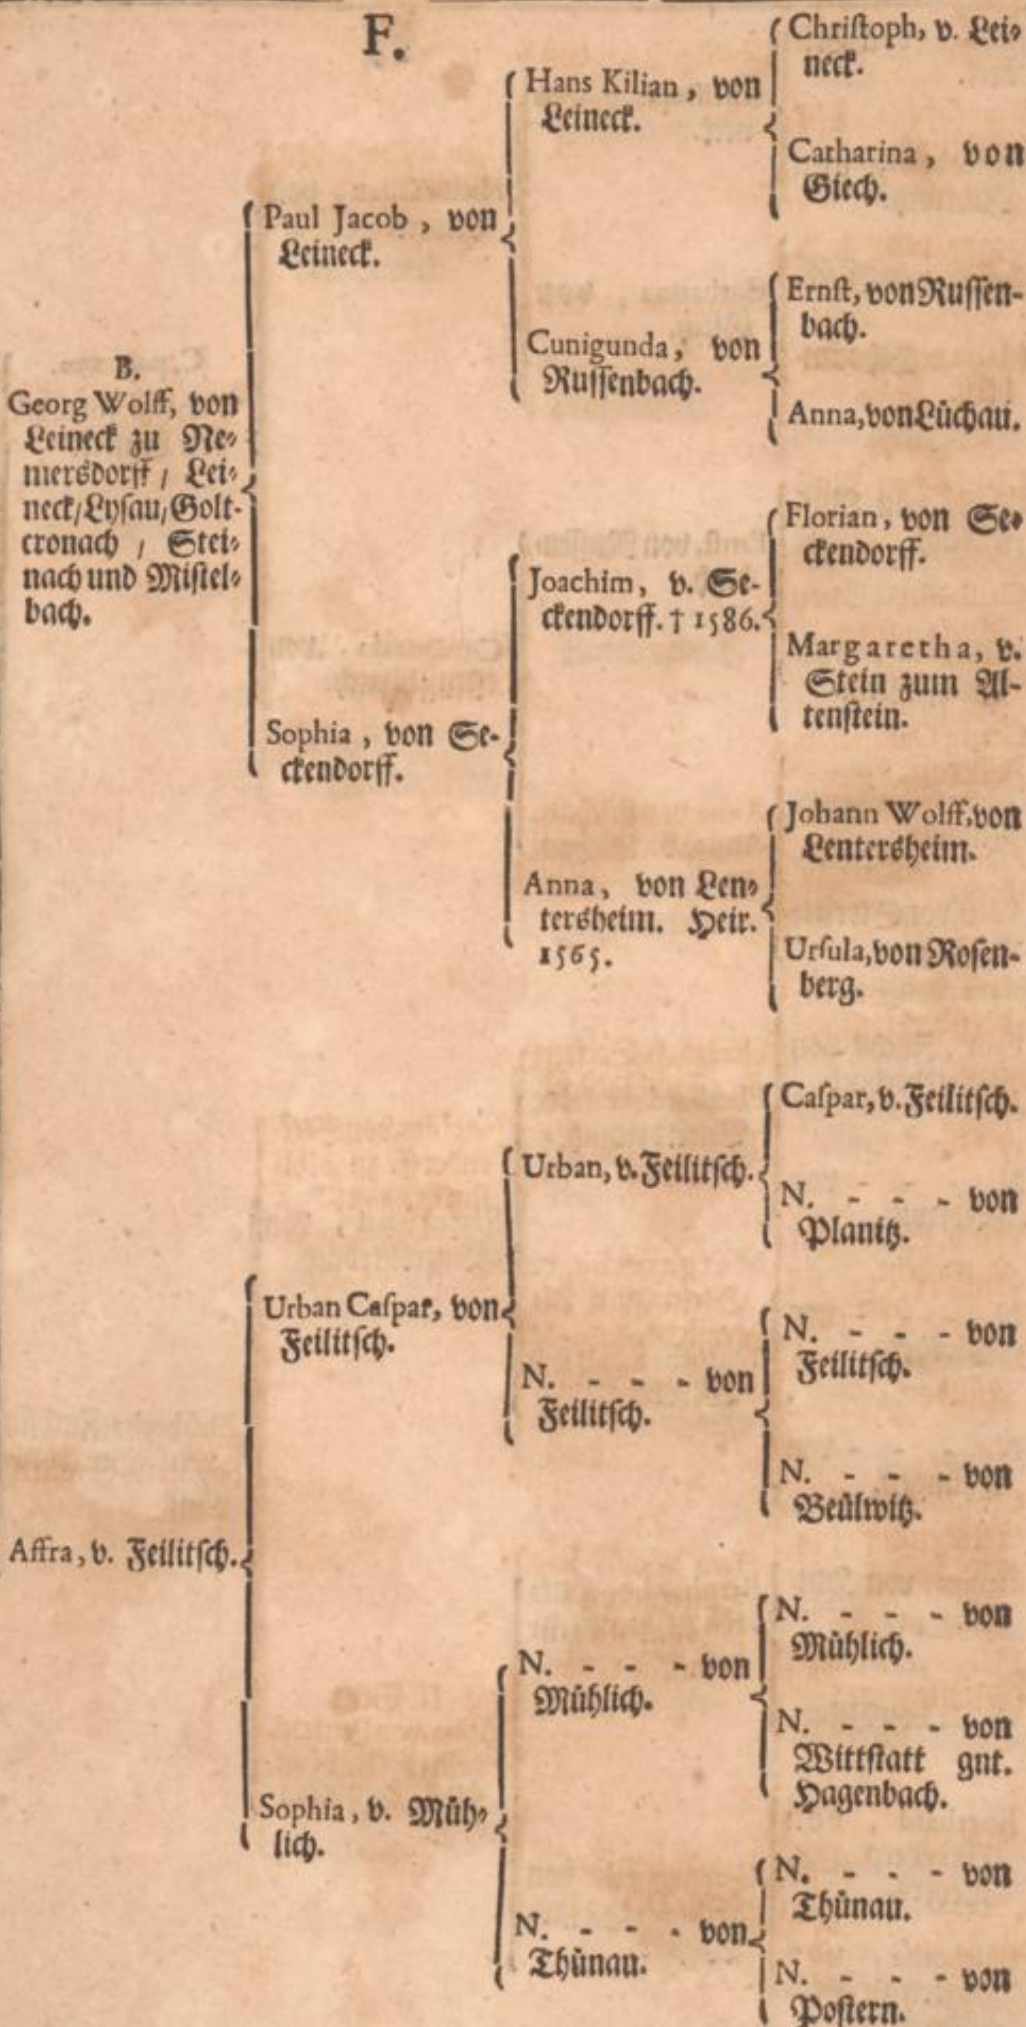 F.
B.
Georg Wolff, von
Leineck zu Ne-
mersdorff / Lei-
neck / Lysau / Golt-
cronach / Stei-
nach und Mistel-
bach.
Paul Jacob, von
Leineck.
Hans Kilian, von
Leineck.
Christoph, v. Lei-
neck.
Catharina, von
Giech.
Cunigunda, von
Russenbach.
Ernst, von Russen-
bach.
Anna, von Lüchau.
Sophia, von Se-
ckendorff.
Joachim, v. Se-
ckendorff. † 1586.
Florian, von Se-
ckendorff.
Margaretha, v.
Stein zum Al-
tenstein.
Anna, von Len-
tersheim. Heir.
1565.
Johann Wolff, von
Lentersheim.
Ursula, von Rosen-
berg.
Affra, v. Feilitsch.
Urban Caspar, von
Feilitsch.
Urban, v. Feilitsch.
Caspar, v. Feilitsch.
N. - - - von
Planitz.
N. - - - von
Feilitsch.
N. - - - von
Feilitsch.
N. - - - von
Beülwitz.
Sophia, v. Müh-
lich.
N. - - - von
Mühlich.
N. - - - von
Mühlich.
N. - - - von
Wittstatt gnt.
Hagenbach.
N. - - - von
Thünau.
N. - - - von
Thünau.
N. - - - von
Postern.